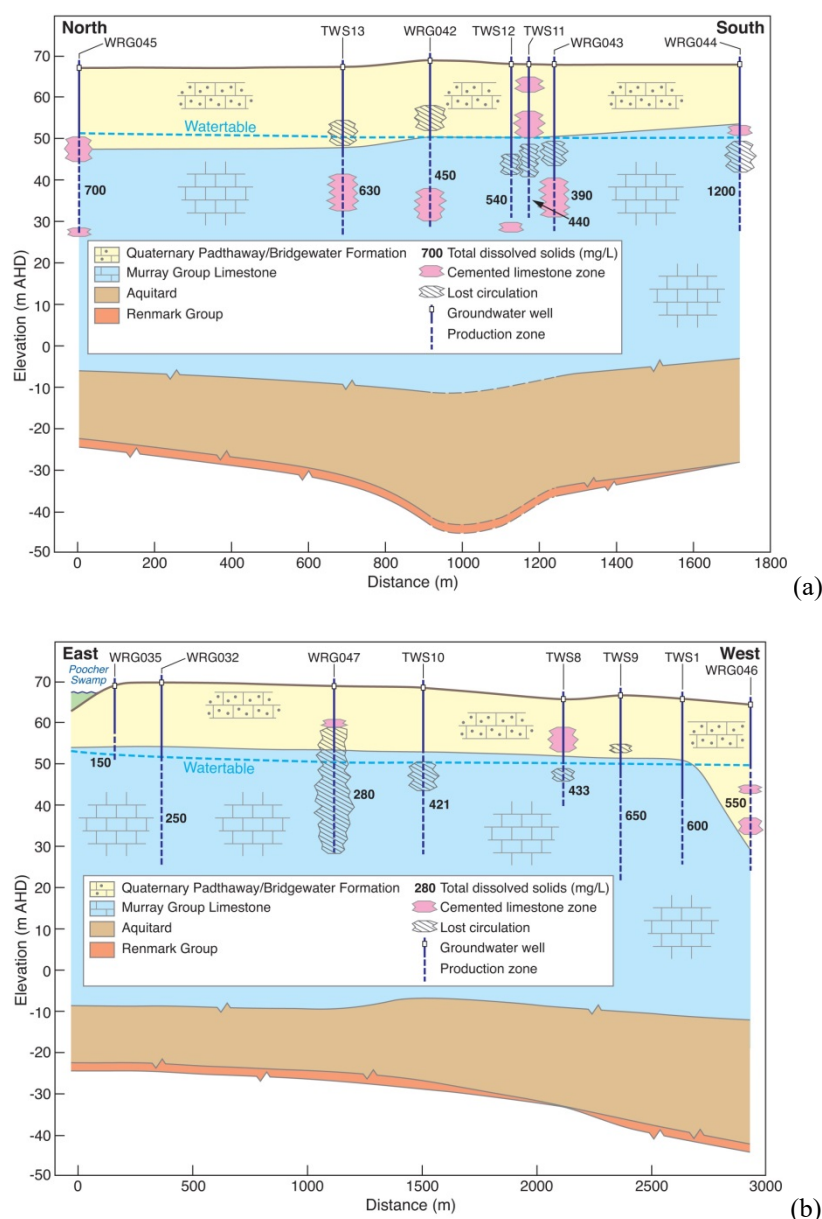 North South
WRG045 TWS13 WRG042 TWS12 TWS11 WRG043 WRG044
70
60
50
40
30
20
10
0
-10
-20
-30
-40
-50
Elevation (m AHD)
Watertable
700 630 450 540 390 440 1200
Quaternary Padthaway/Bridgewater Formation 700 Total dissolved solids (mg/L)
Murray Group Limestone Cemented limestone zone
Aquitard Lost circulation
Renmark Group Groundwater well
Production zone
0 200 400 600 800 1000 1200 1400 1600 1800
Distance (m)
(a)
East West
Poocher
Swamp
WRG035 WRG032 WRG047 TWS10 TWS8 TWS9 TWS1 WRG046
70
60
50
40
30
20
10
0
-10
-20
-30
-40
-50
Elevation (m AHD)
Watertable
150 250 280 421 433 650 600 550
Quaternary Padthaway/Bridgewater Formation 280 Total dissolved solids (mg/L)
Murray Group Limestone Cemented limestone zone
Aquitard Lost circulation
Renmark Group Groundwater well
Production zone
0 500 1000 1500 2000 2500 3000
Distance (m)
(b)